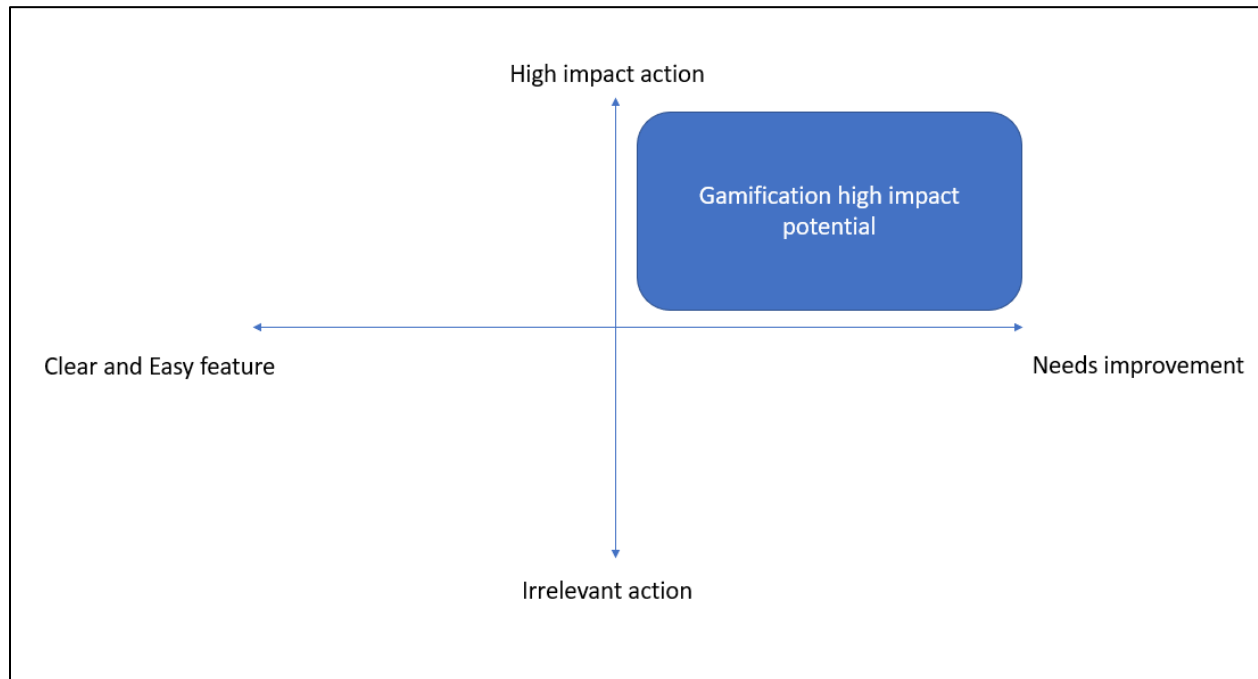 High impact action
Gamification high impact
potential
Clear and Easy feature
Needs improvement
Irrelevant action